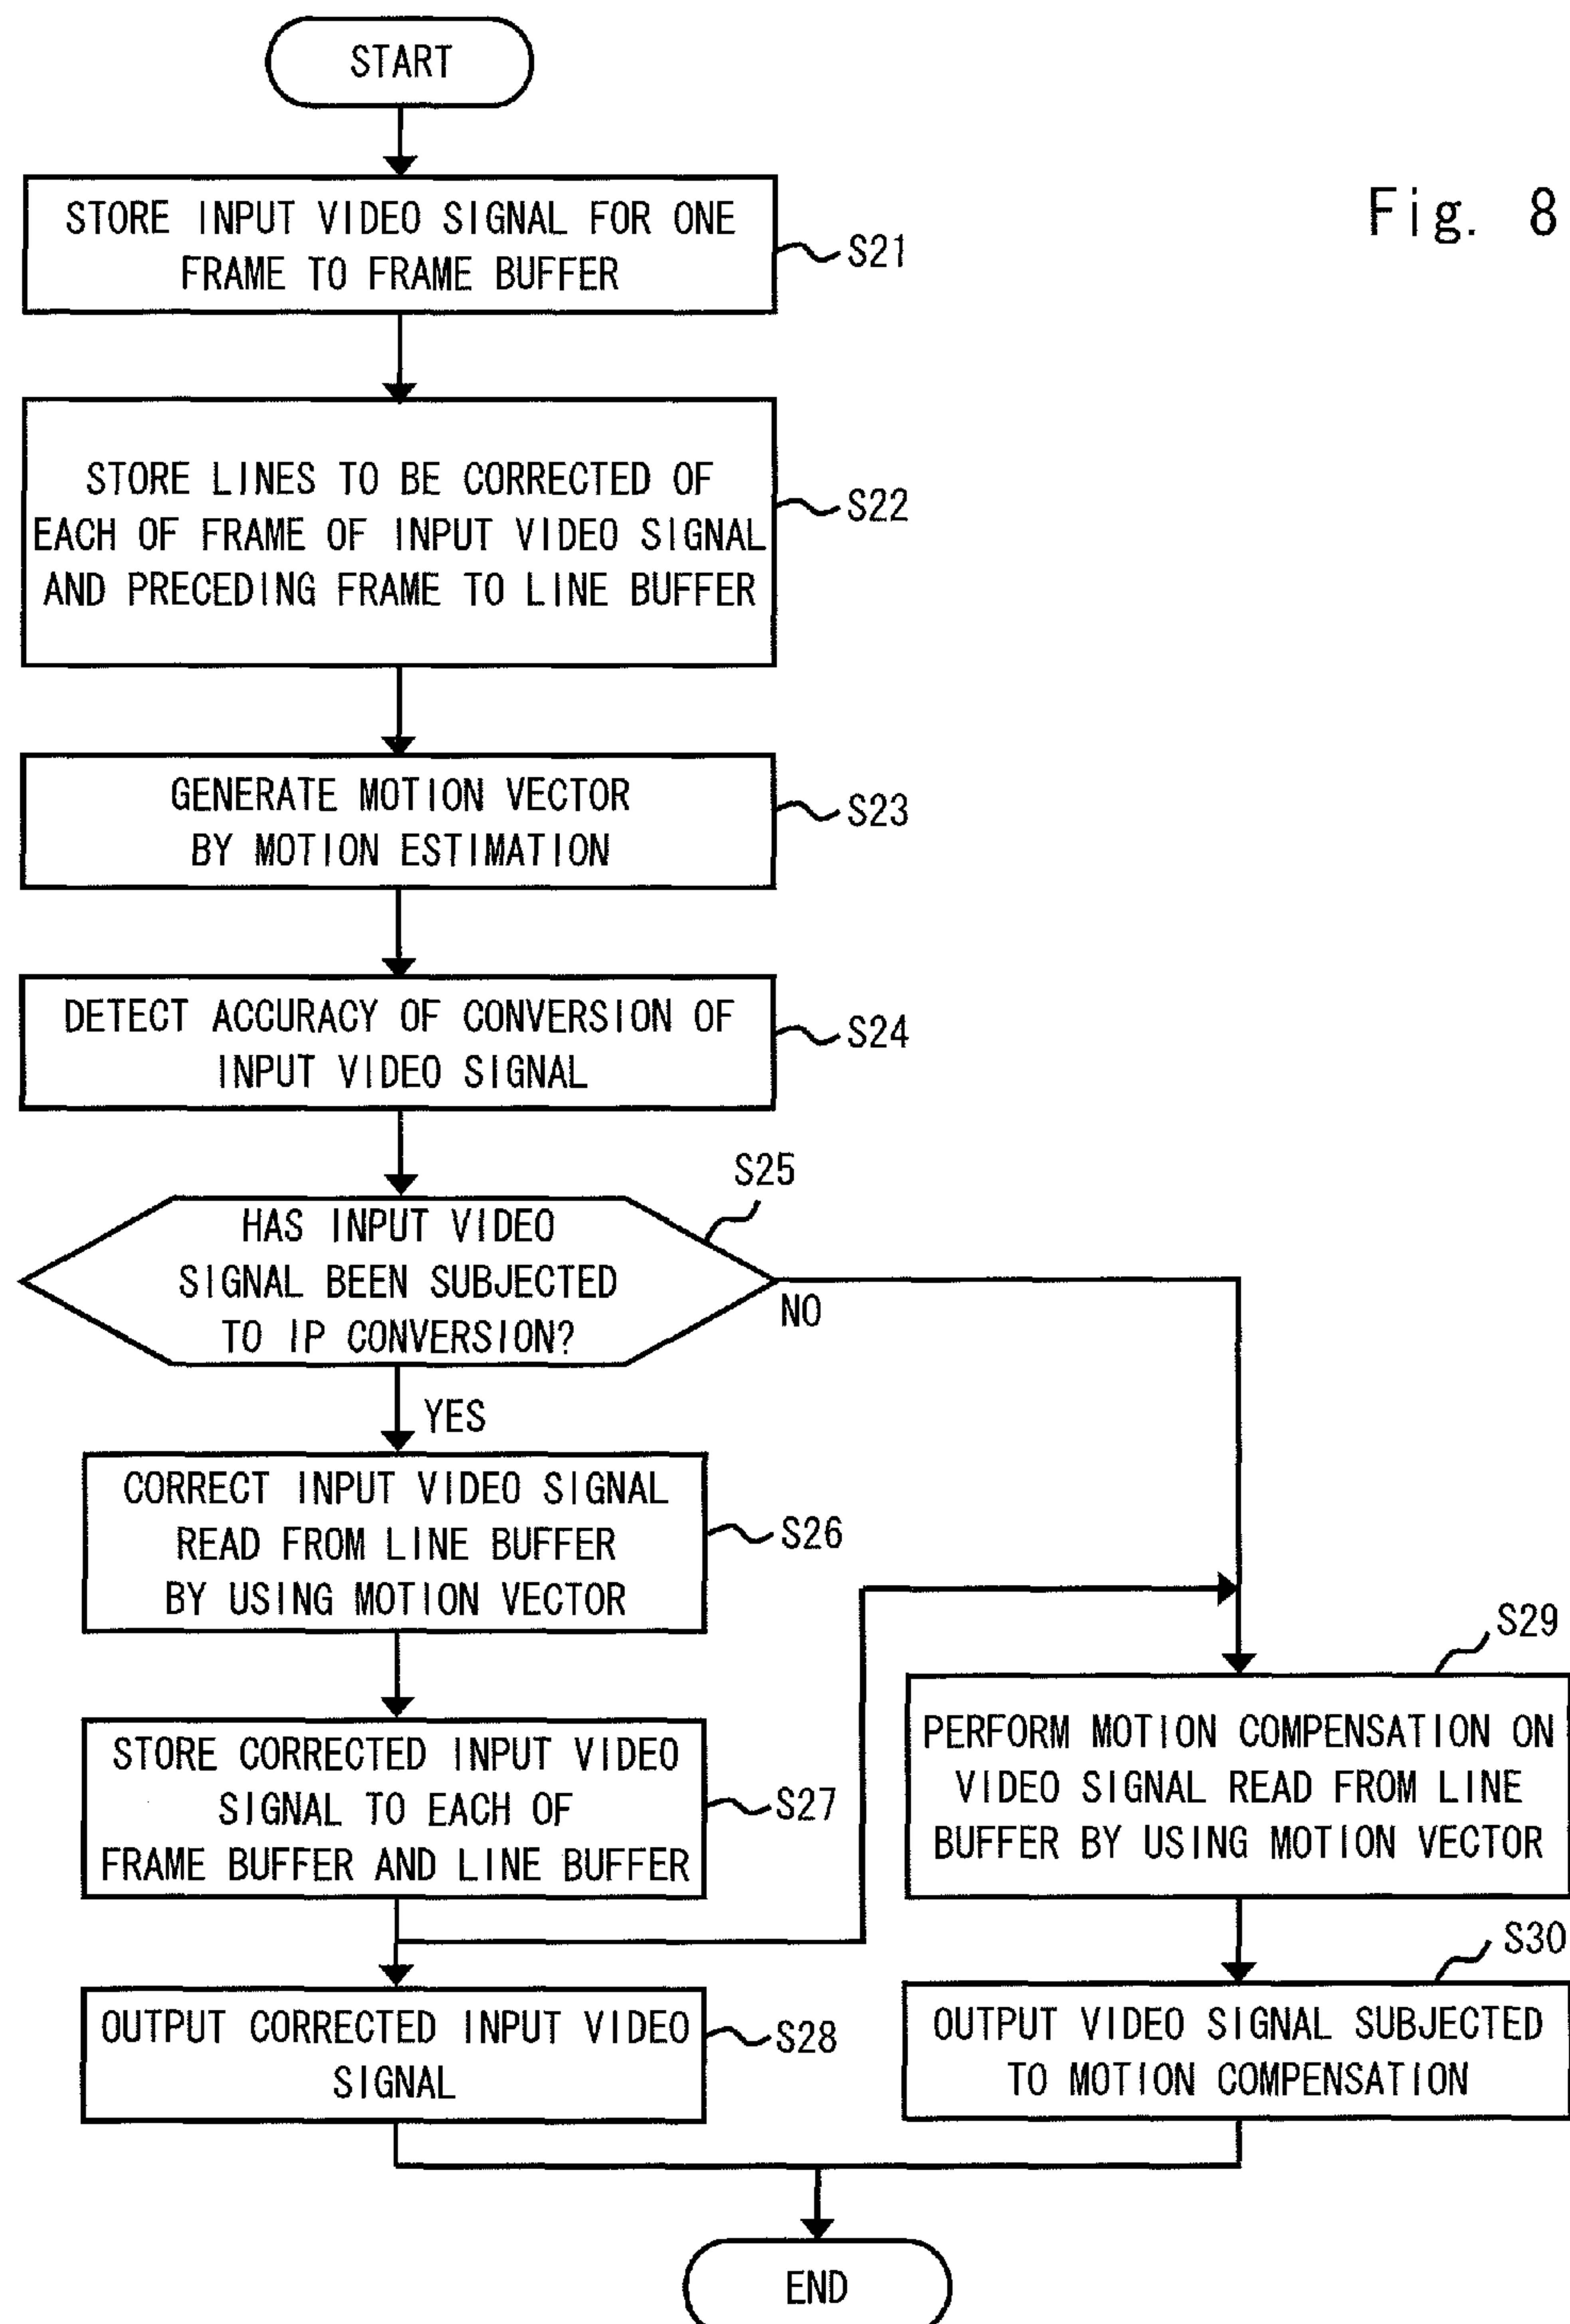 START
Fig. 8
STORE INPUT VIDEO SIGNAL FOR ONE
FRAME TO FRAME BUFFER
S21
STORE LINES TO BE CORRECTED OF
EACH OF FRAME OF INPUT VIDEO SIGNAL
AND PRECEDING FRAME TO LINE BUFFER
S22
GENERATE MOTION VECTOR
BY MOTION ESTIMATION
S23
DETECT ACCURACY OF CONVERSION OF
INPUT VIDEO SIGNAL
S24
S25
HAS INPUT VIDEO
SIGNAL BEEN SUBJECTED
TO IP CONVERSION?
NO
YES
CORRECT INPUT VIDEO SIGNAL
READ FROM LINE BUFFER
BY USING MOTION VECTOR
S26
STORE CORRECTED INPUT VIDEO
SIGNAL TO EACH OF
FRAME BUFFER AND LINE BUFFER
S27
OUTPUT CORRECTED INPUT VIDEO
SIGNAL
S28
S29
PERFORM MOTION COMPENSATION ON
VIDEO SIGNAL READ FROM LINE
BUFFER BY USING MOTION VECTOR
S30
OUTPUT VIDEO SIGNAL SUBJECTED
TO MOTION COMPENSATION
END